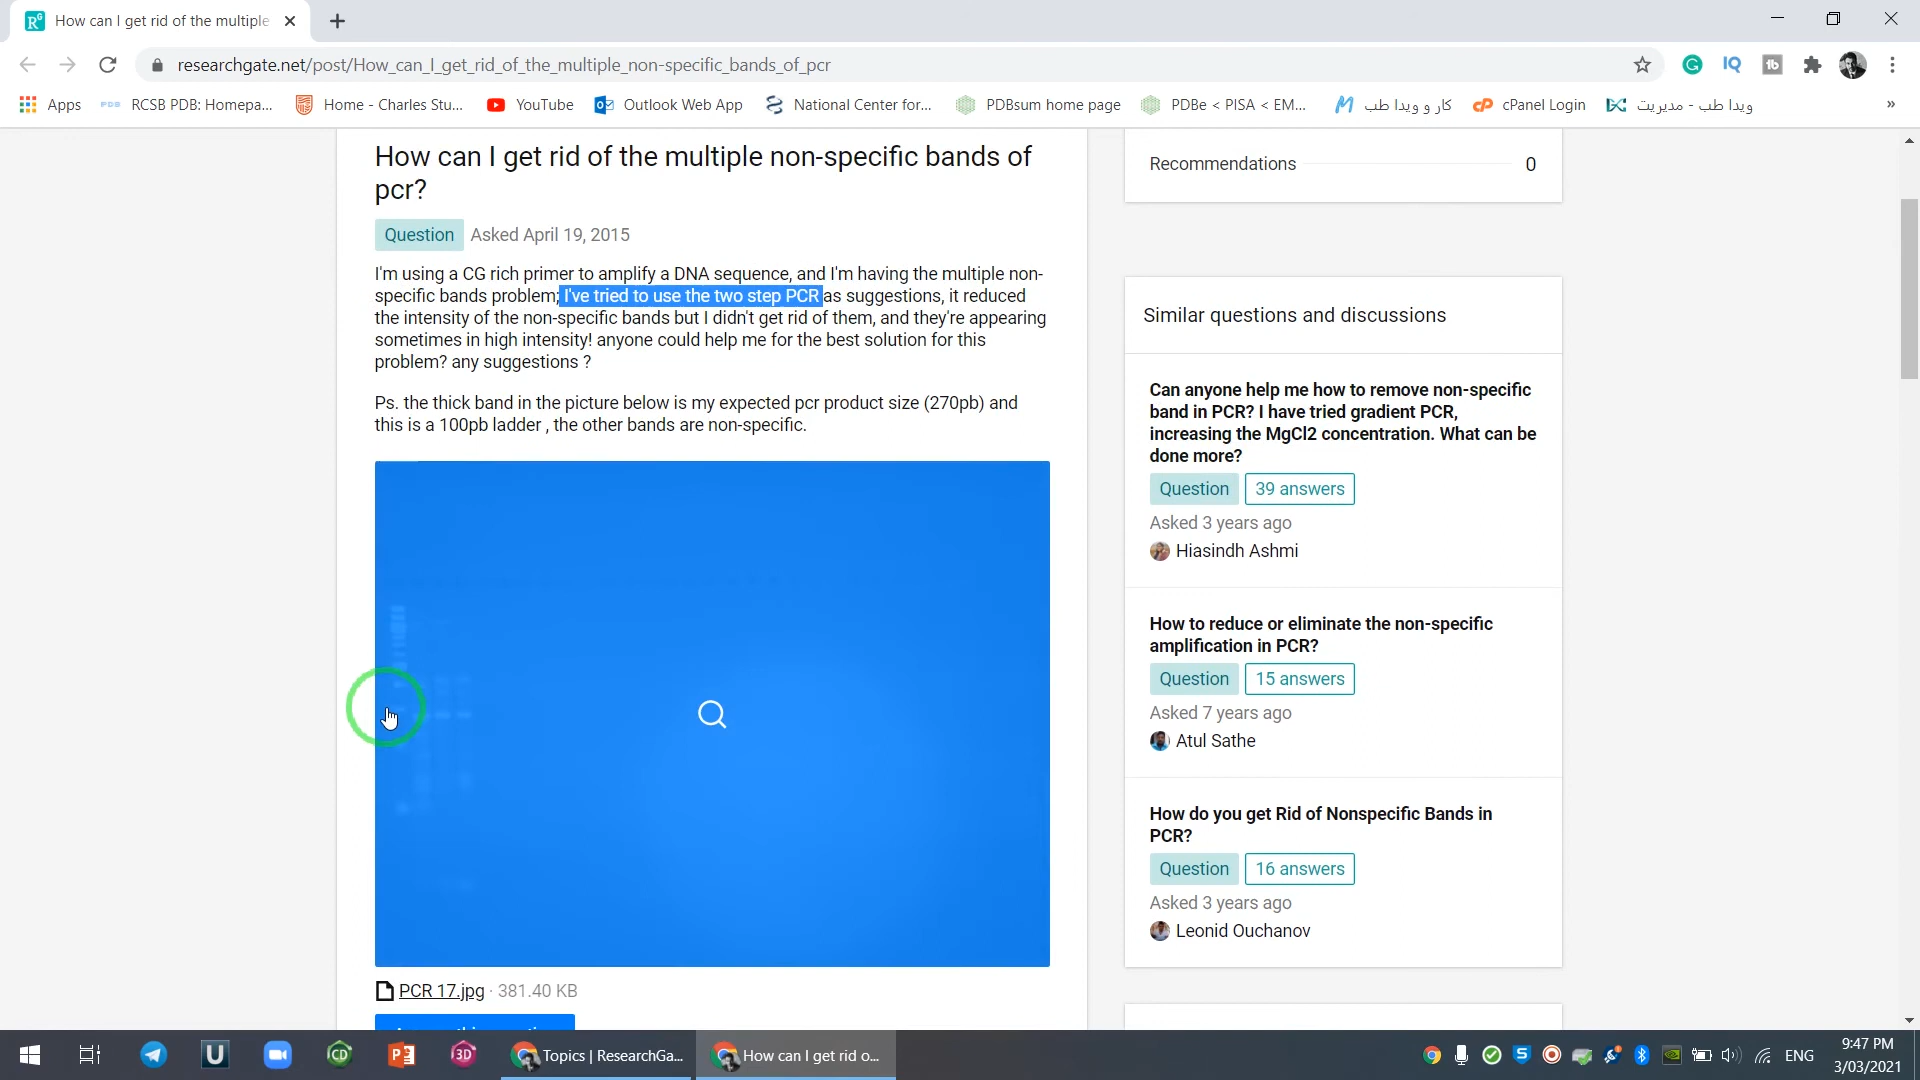 How can I get rid of the multiple
researchgate.net/post/How_can_I_get_rid_of_the_multiple_non-specific_bands_of_pcr
Apps
RCSB PDB: Homepa...
Home - Charles Stu...
YouTube
Outlook Web App
National Center for...
PDBsum home page
PDBe < PISA < EM...
کار و ویدا طب
cPanel Login
ویدا طب - مدیریت
»
How can I get rid of the multiple non-specific bands of
pcr?
Question Asked April 19, 2015
I'm using a CG rich primer to amplify a DNA sequence, and I'm having the multiple non-
specific bands problem; I've tried to use the two step PCR as suggestions, it reduced
the intensity of the non-specific bands but I didn't get rid of them, and they're appearing
sometimes in high intensity! anyone could help me for the best solution for this
problem? any suggestions ?
Ps. the thick band in the picture below is my expected pcr product size (270pb) and
this is a 100pb ladder , the other bands are non-specific.
PCR 17.jpg · 381.40 KB
Recommendations 0
Similar questions and discussions
Can anyone help me how to remove non-specific
band in PCR? I have tried gradient PCR,
increasing the MgCl2 concentration. What can be
done more?
Question 39 answers
Asked 3 years ago
Hiasindh Ashmi
How to reduce or eliminate the non-specific
amplification in PCR?
Question 15 answers
Asked 7 years ago
Atul Sathe
How do you get Rid of Nonspecific Bands in
PCR?
Question 16 answers
Asked 3 years ago
Leonid Ouchanov
Topics | ResearchGa...
How can I get rid o...
ENG
9:47 PM
3/03/2021